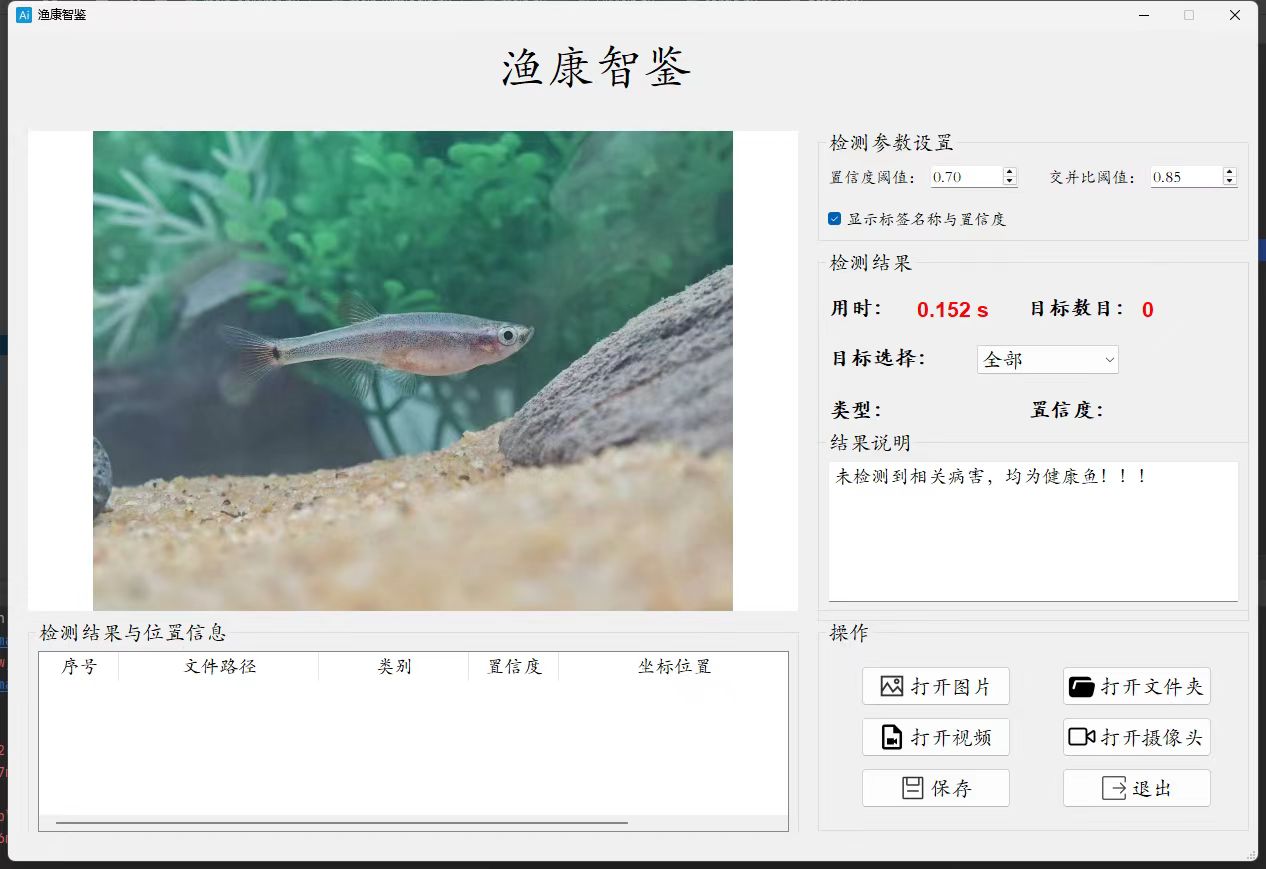 Ai 渔康智鉴
渔康智鉴
检测参数设置
置信度阈值： 0.70 交并比阈值： 0.85
显示标签名称与置信度
检测结果
用时： 0.152 s 目标数目： 0
目标选择： 全部
类型： 置信度：
结果说明
未检测到相关病害，均为健康鱼！！！
检测结果与位置信息
序号 文件路径 类别 置信度 坐标位置
操作
打开图片 打开文件夹
打开视频 打开摄像头
保存 退出